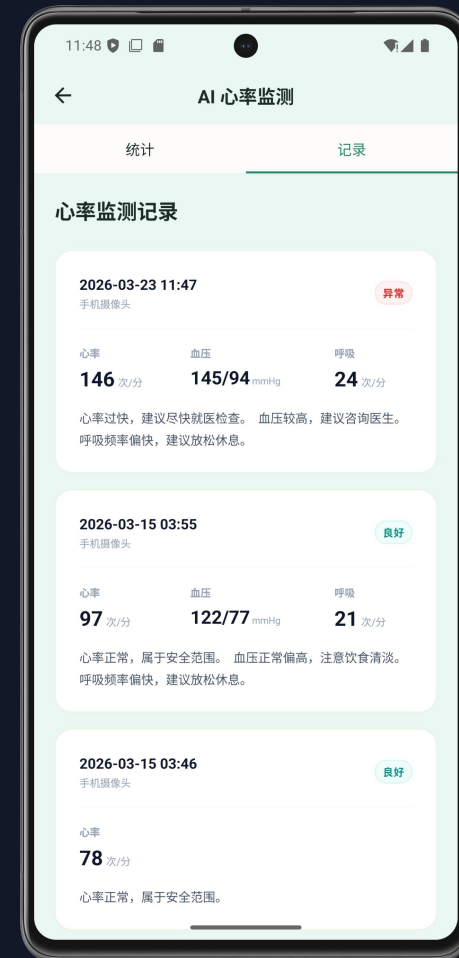 11:48
AI 心率监测
统计 记录
心率监测记录
2026-03-23 11:47
异常
手机摄像头
心率 血压 呼吸
146 次/分 145/94 mmHg 24 次/分
心率过快，建议尽快就医检查。 血压较高，建议咨询医生。
呼吸频率偏快，建议放松休息。
2026-03-15 03:55
良好
手机摄像头
心率 血压 呼吸
97 次/分 122/77 mmHg 21 次/分
心率正常，属于安全范围。 血压正常偏高，注意饮食清淡。
呼吸频率偏快，建议放松休息。
2026-03-15 03:46
良好
手机摄像头
心率
78 次/分
心率正常，属于安全范围。